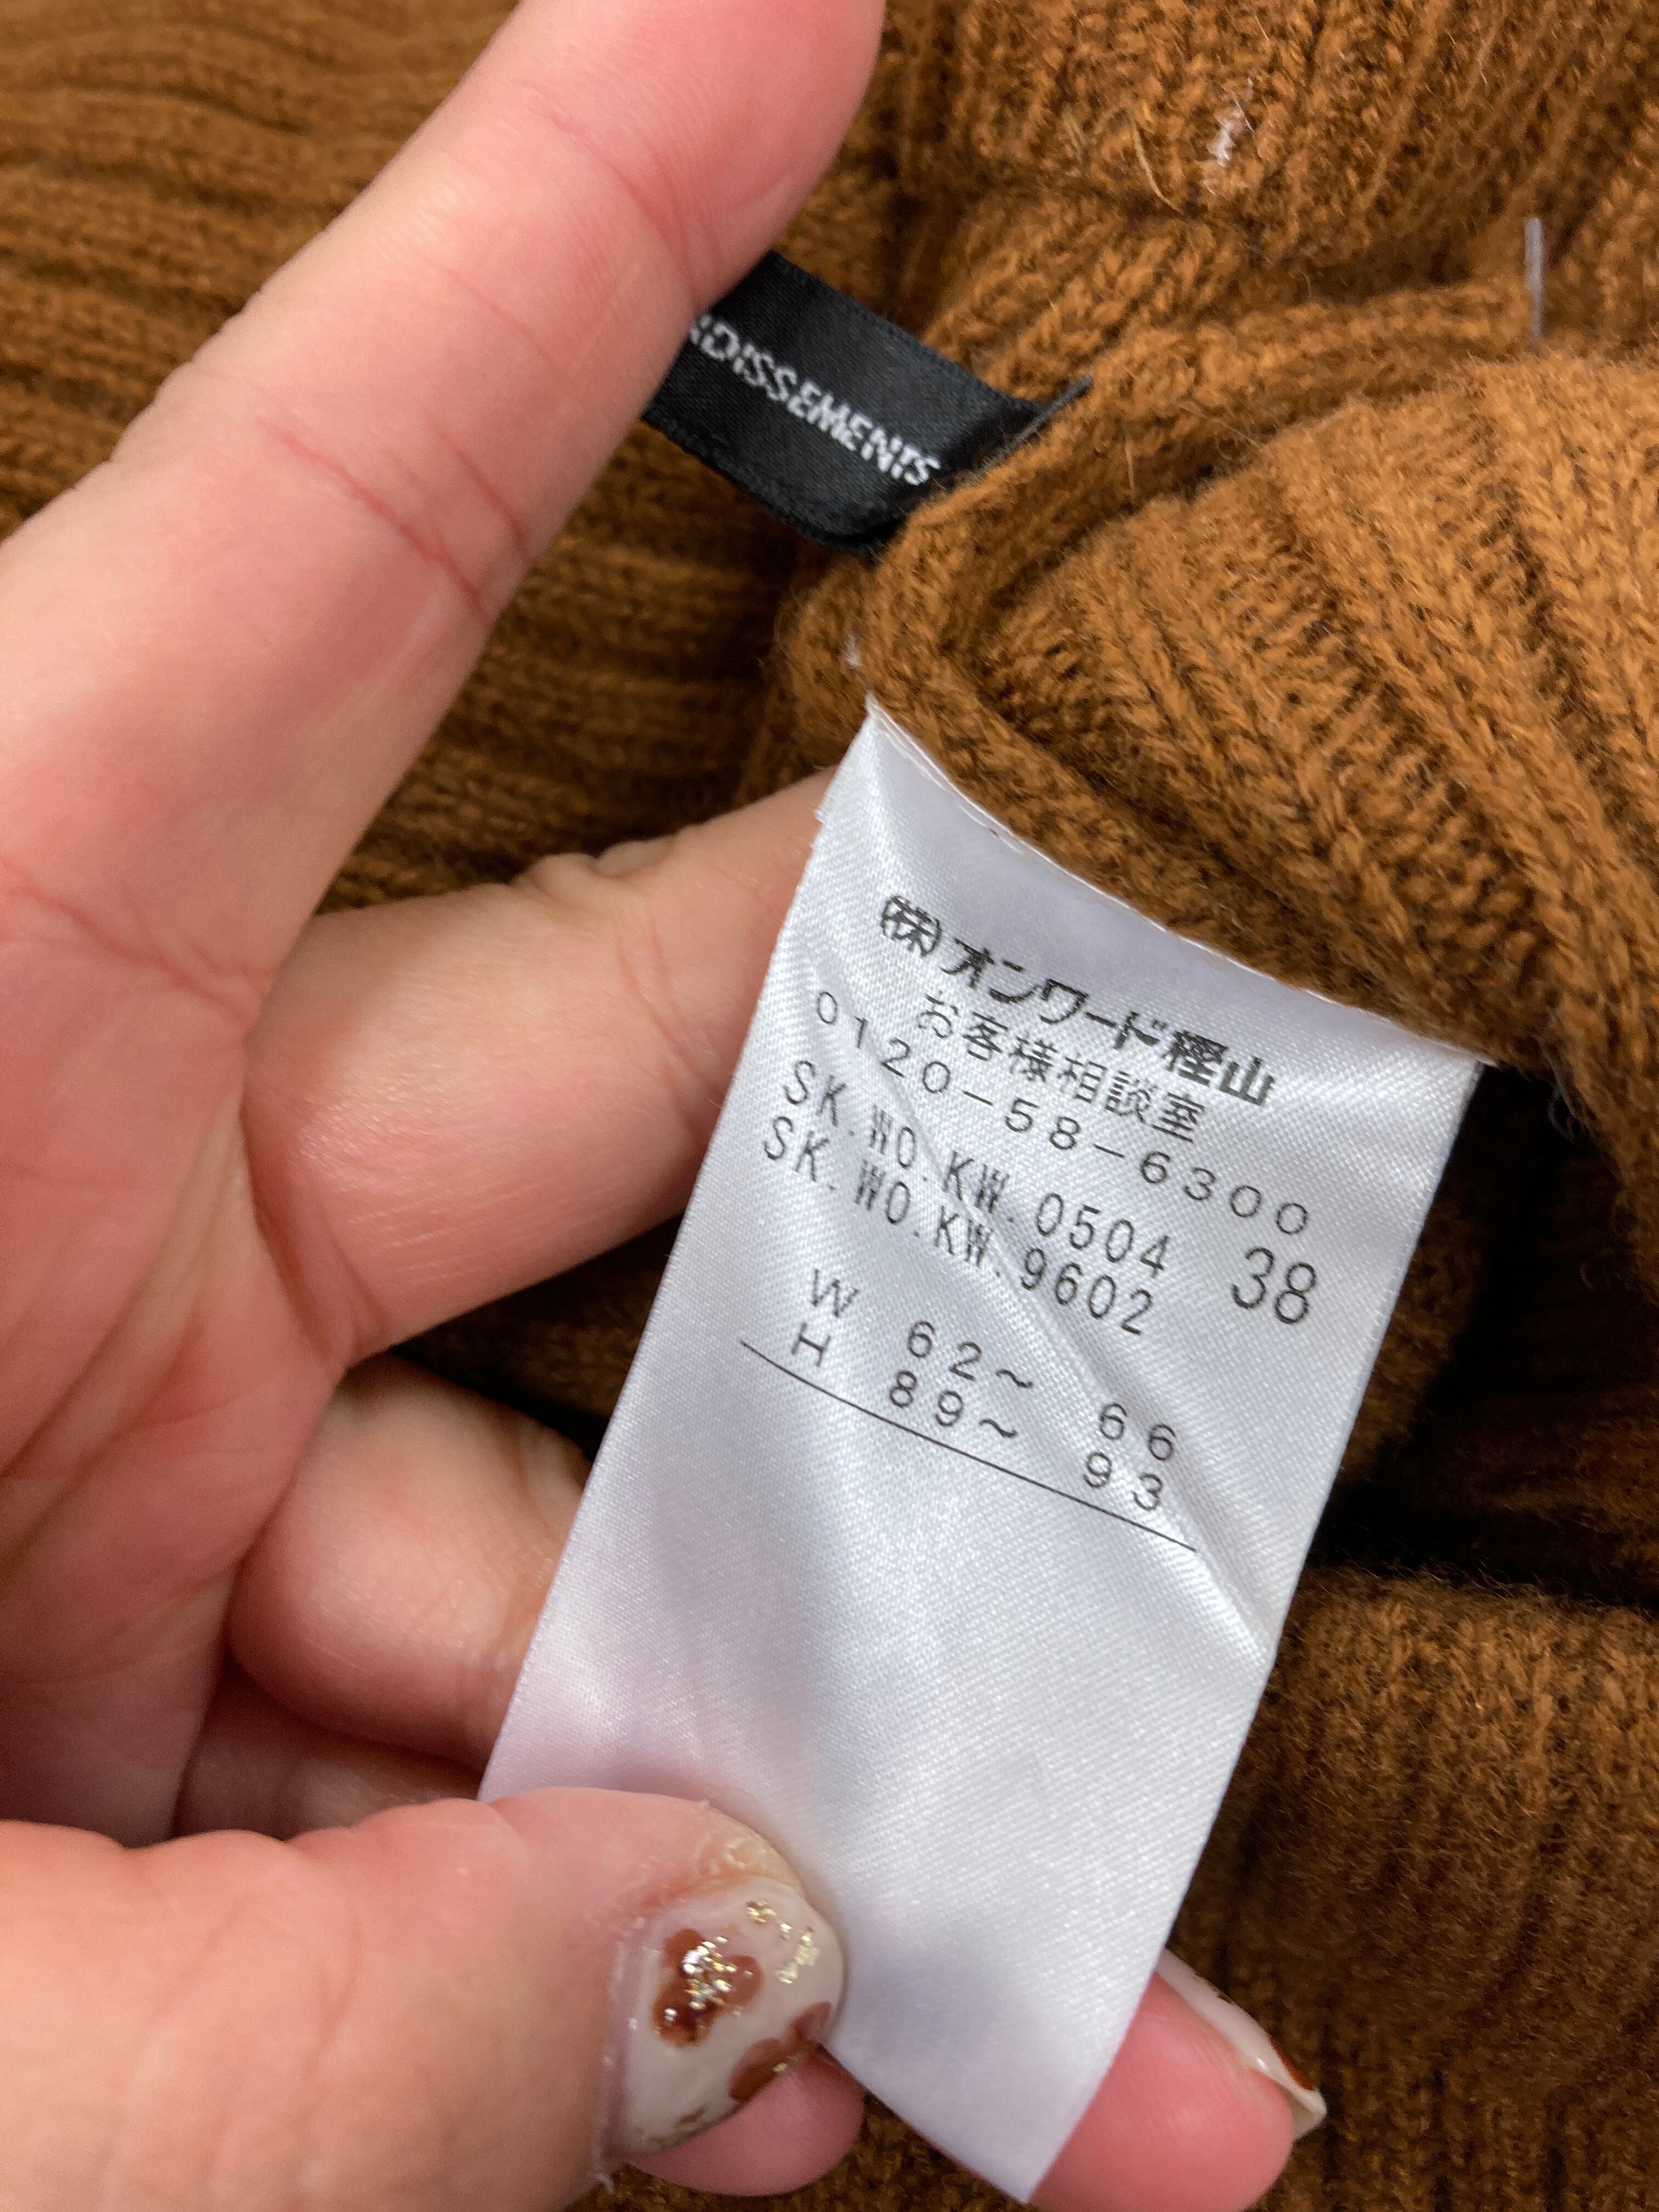 DISSEMENTS
㈱オンワード樫山
お客様相談室
0120-58-6300
SK.WO.KW.0504 38
SK.WO.KW.9602
W 62~ 66
H 89~ 93